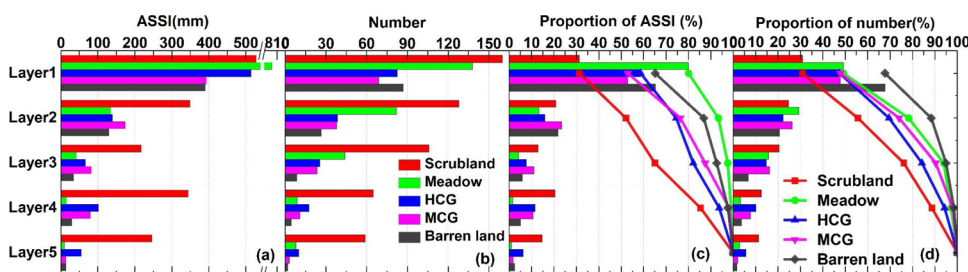 ASSI(mm)
Number
Proportion of ASSI (%)
Proportion of number(%)
0 100 200 300 400 500 810
0 30 60 90 120 150
0 10 20 30 40 50 60 70 80 90 100
0 10 20 30 40 50 60 70 80 90 100
Layer1
Layer2
Layer3
Layer4
Layer5
Scrubland
Meadow
HCG
MCG
Barren land
Scrubland
Meadow
HCG
MCG
Barren land
(a)
(b)
(c)
(d)